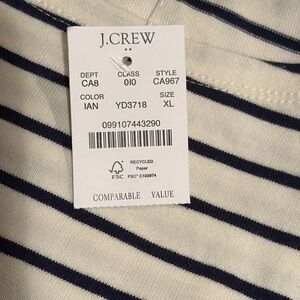 J.CREW
DEPT CLASS STYLE
CA8 010 CA967
COLOR SIZE
IAN YD3718 XL
099107443290
RECYCLED
Paper
FSC FSC® C103974
COMPARABLE VALUE